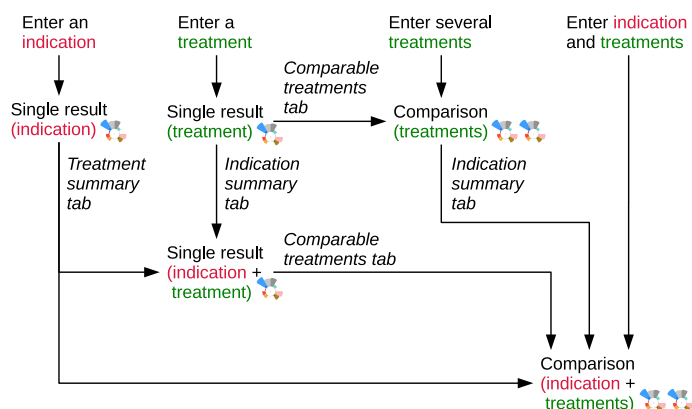 Enter an
indication
Enter a
treatment
Enter several
treatments
Enter indication
and treatments
Comparable
treatments
tab
Single result
(indication)
Single result
(treatment)
Comparison
(treatments)
Treatment
summary
tab
Indication
summary
tab
Indication
summary
tab
Single result
(indication +
treatment)
Comparable
treatments tab
Comparison
(indication +
treatments)